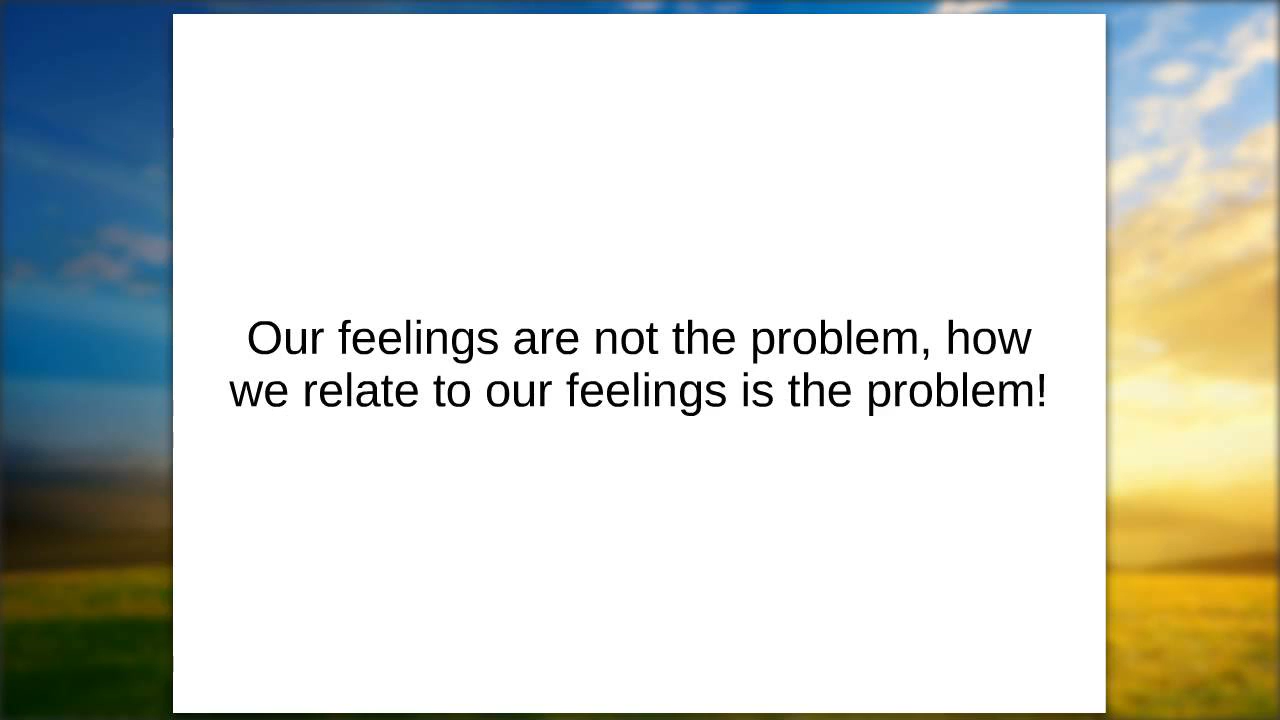 Our feelings are not the problem, how
we relate to our feelings is the problem!